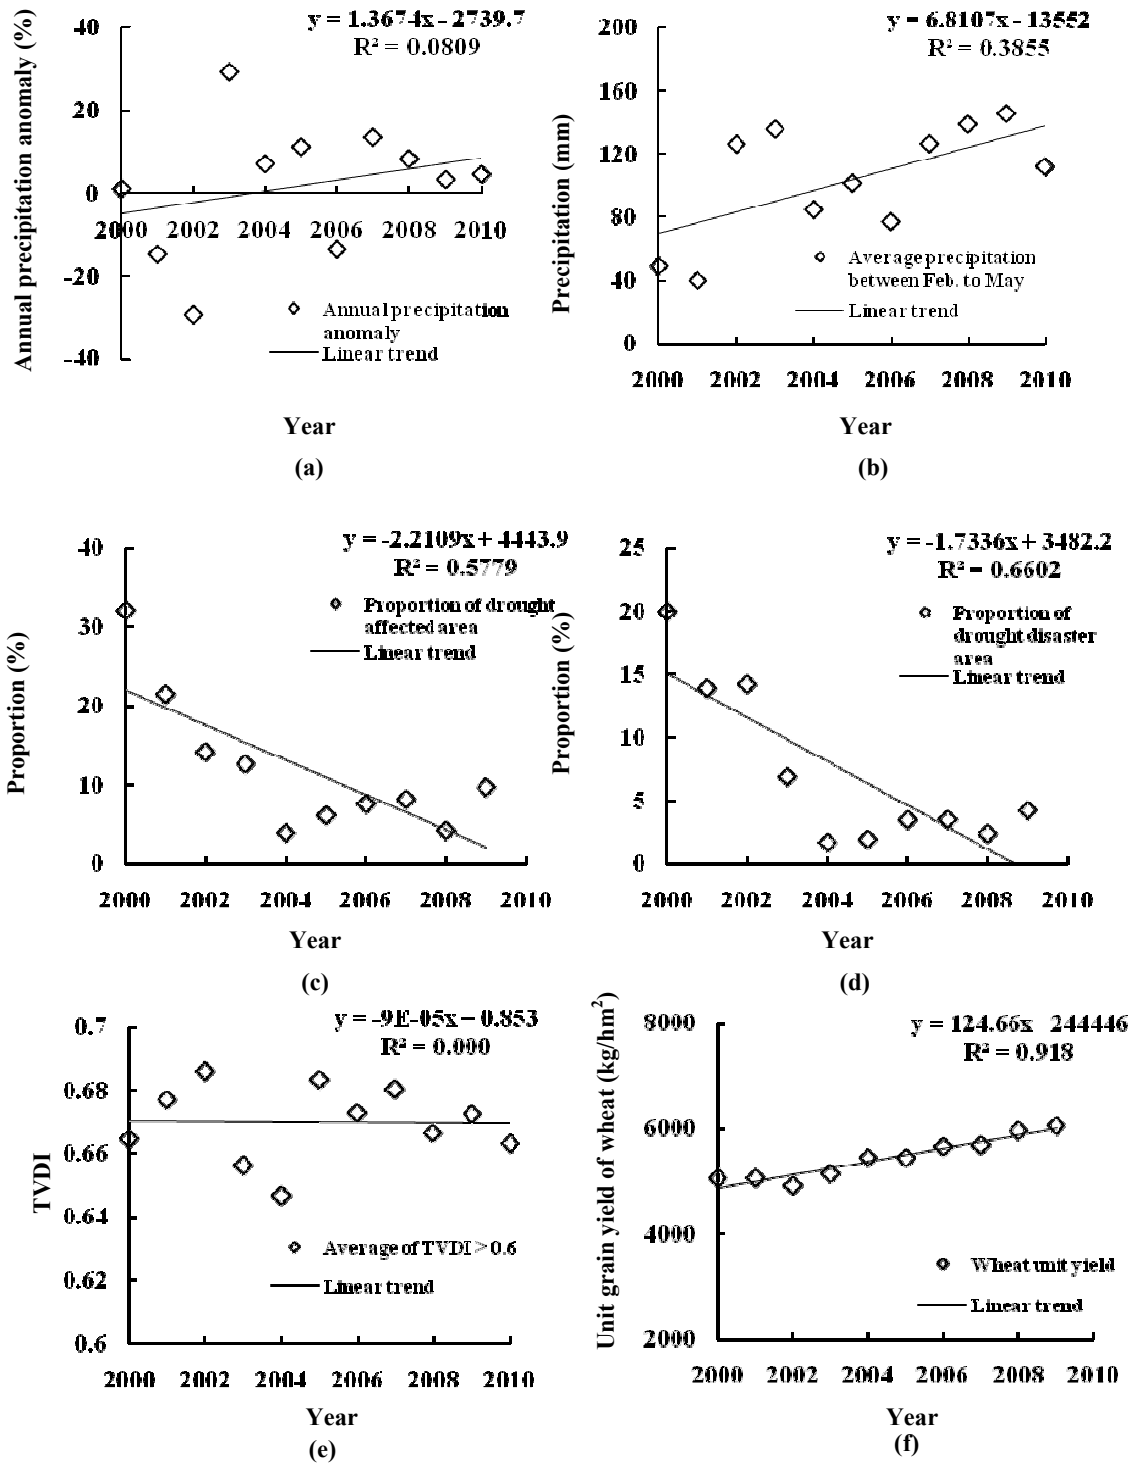 Annual precipitation anomaly (%)
y = 1.3674x - 2739.7
R² = 0.0809
40
20
0
-20
-40
2000 2002 2004 2006 2008 2010
Annual precipitation
anomaly
Linear trend
Year
(a)
Precipitation (mm)
y = 6.8107x - 13552
R² = 0.3855
200
160
120
80
40
0
Average precipitation
between Feb. to May
Linear trend
2000 2002 2004 2006 2008 2010
Year
(b)
Proportion (%)
y = -2.2109x + 4443.9
R² = 0.5779
40
30
20
10
0
Proportion of drought
affected area
Linear trend
2000 2002 2004 2006 2008 2010
Year
(c)
Proportion (%)
y = -1.7336x + 3482.2
R² = 0.6602
25
20
15
10
5
0
Proportion of
drought disaster
area
Linear trend
2000 2002 2004 2006 2008 2010
Year
(d)
TVDI
y = -9E-05x – 0.853
R² = 0.000
0.7
0.68
0.66
0.64
0.62
0.6
Average of TVDI > 0.6
Linear trend
2000 2002 2004 2006 2008 2010
Year
(e)
Unit grain yield of wheat (kg/hm²)
y = 124.66x 244446
R² = 0.918
8000
6000
4000
2000
Wheat unit yield
Linear trend
2000 2002 2004 2006 2008 2010
Year
(f)